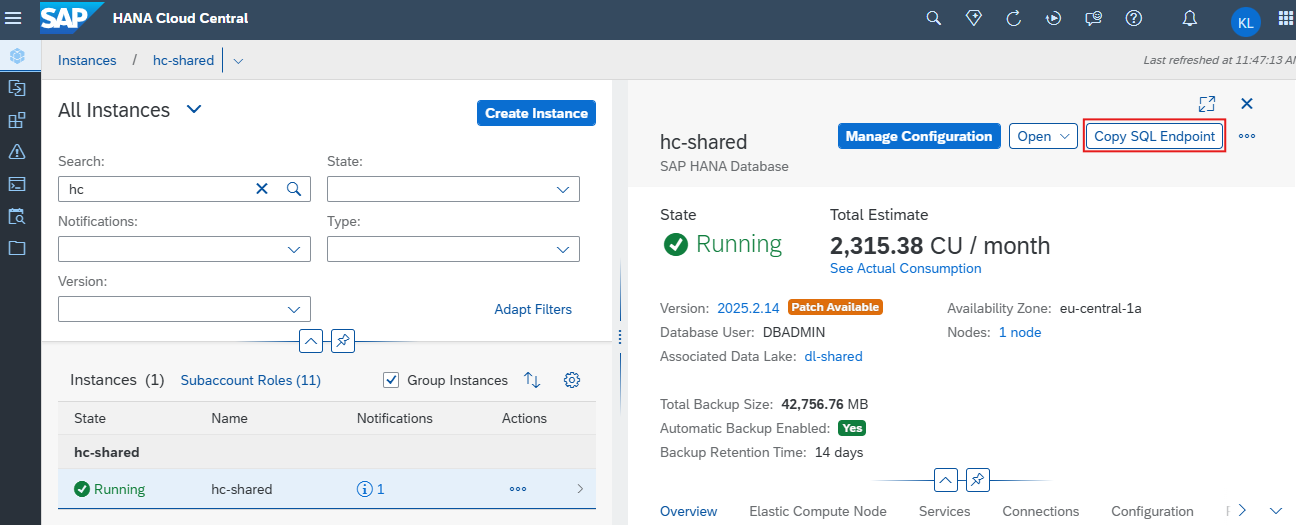 SAP HANA Cloud Central KL
Instances / hc-shared Last refreshed at 11:47:13
All Instances
Create Instance
Search: State:
hc
Notifications: Type:
Version:
Adapt Filters
Instances (1) Subaccount Roles (11) Group Instances
State Name Notifications Actions
hc-shared
Running hc-shared 1
hc-shared
SAP HANA Database
Manage Configuration Open Copy SQL Endpoint
State Total Estimate
Running 2,315.38 CU / month
See Actual Consumption
Version: 2025.2.14 Patch Available Availability Zone: eu-central-1a
Database User: DBADMIN Nodes: 1 node
Associated Data Lake: dl-shared
Total Backup Size: 42,756.76 MB
Automatic Backup Enabled: Yes
Backup Retention Time: 14 days
Overview Elastic Compute Node Services Connections Configuration